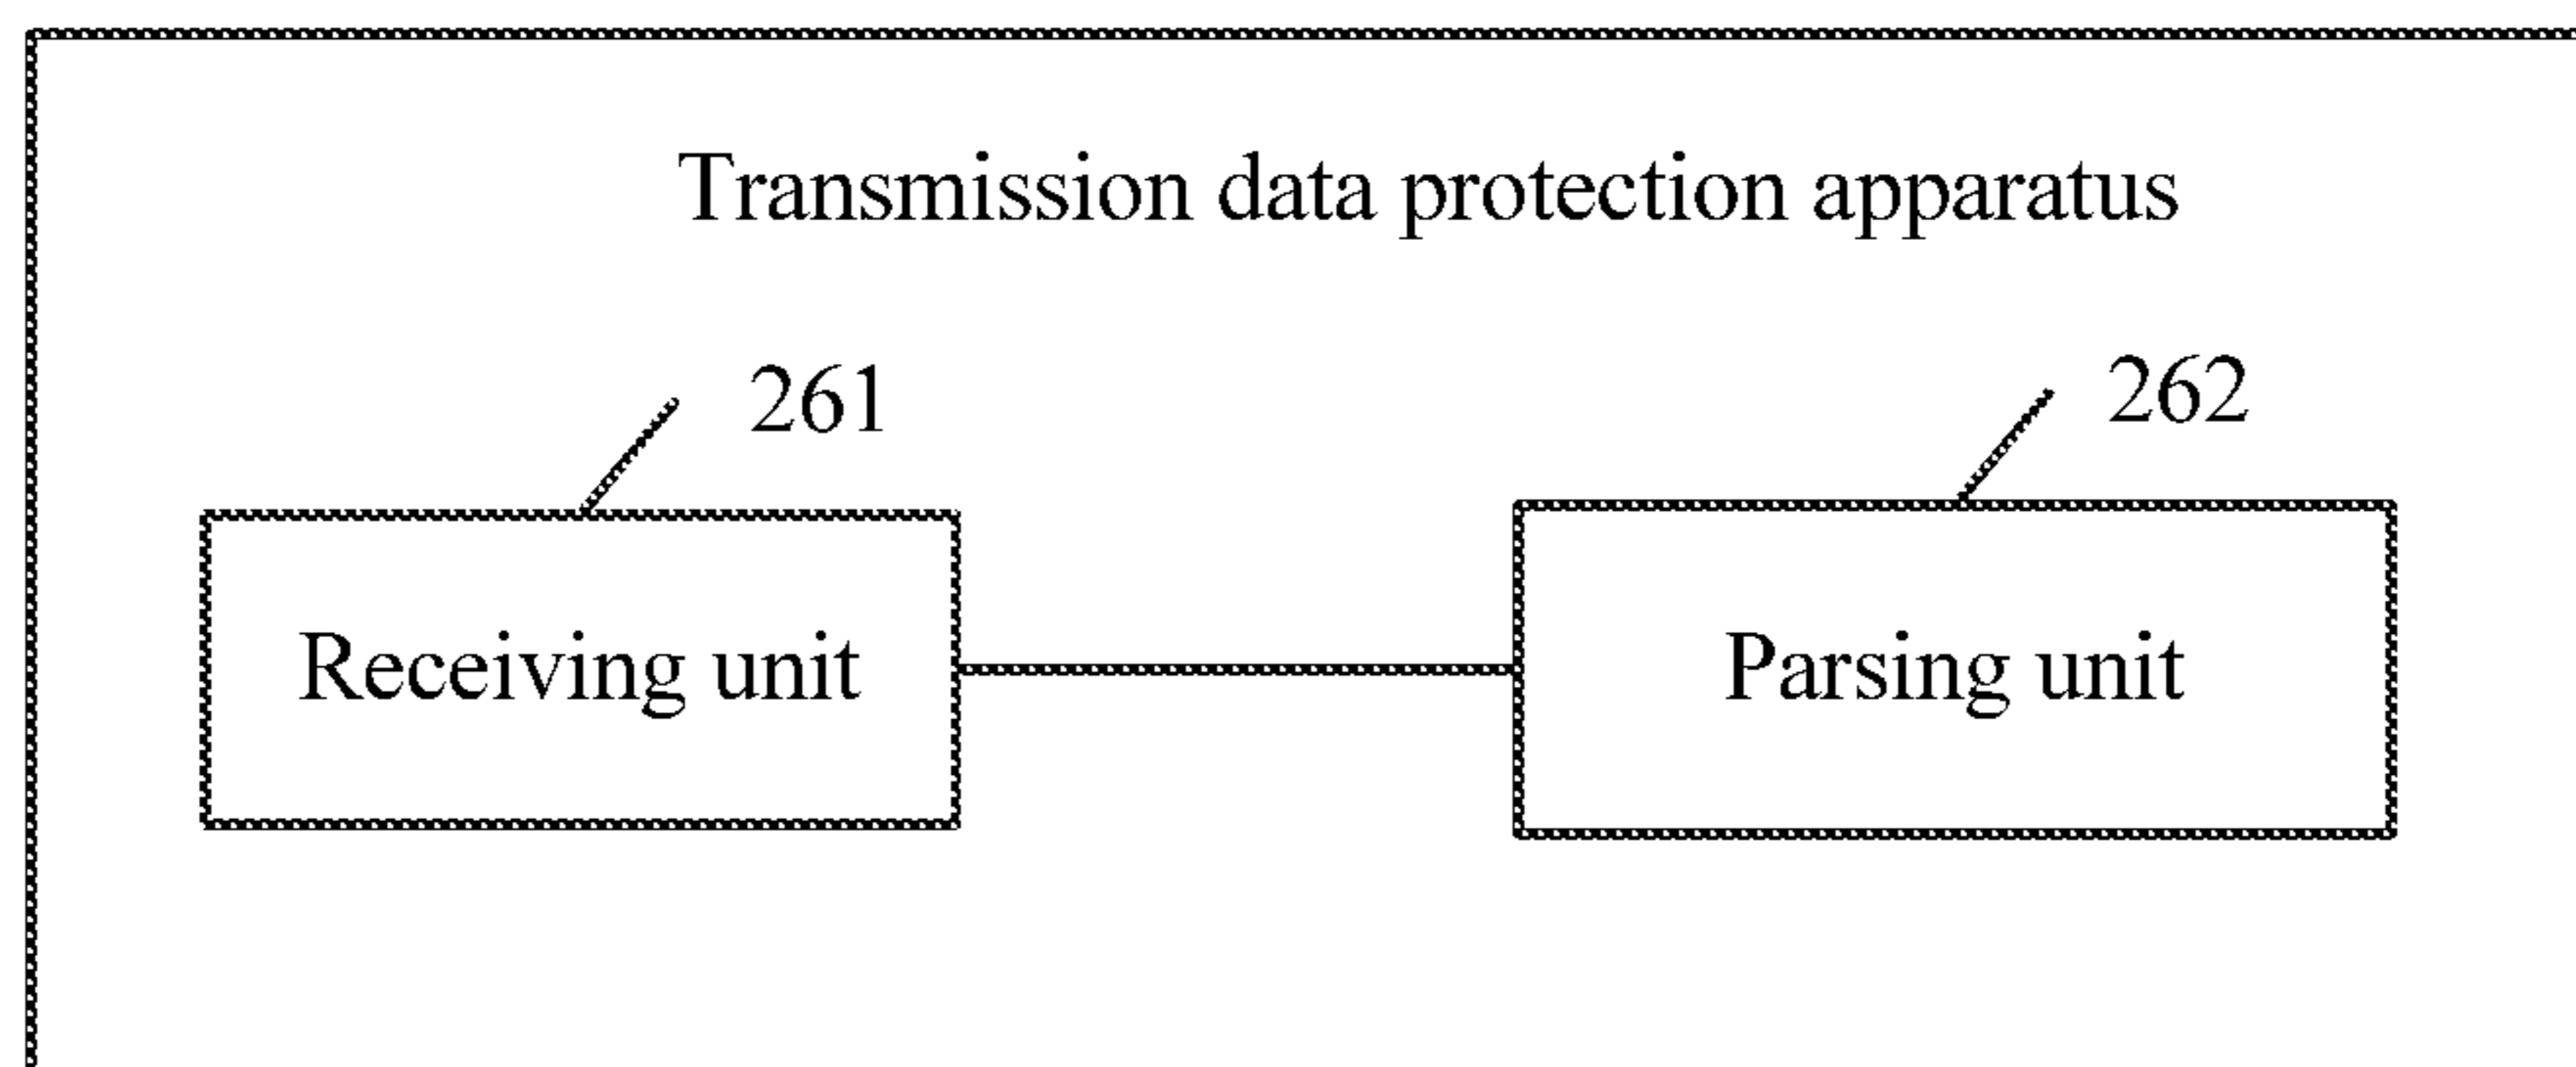 Transmission data protection apparatus
261
262
Receiving unit
Parsing unit